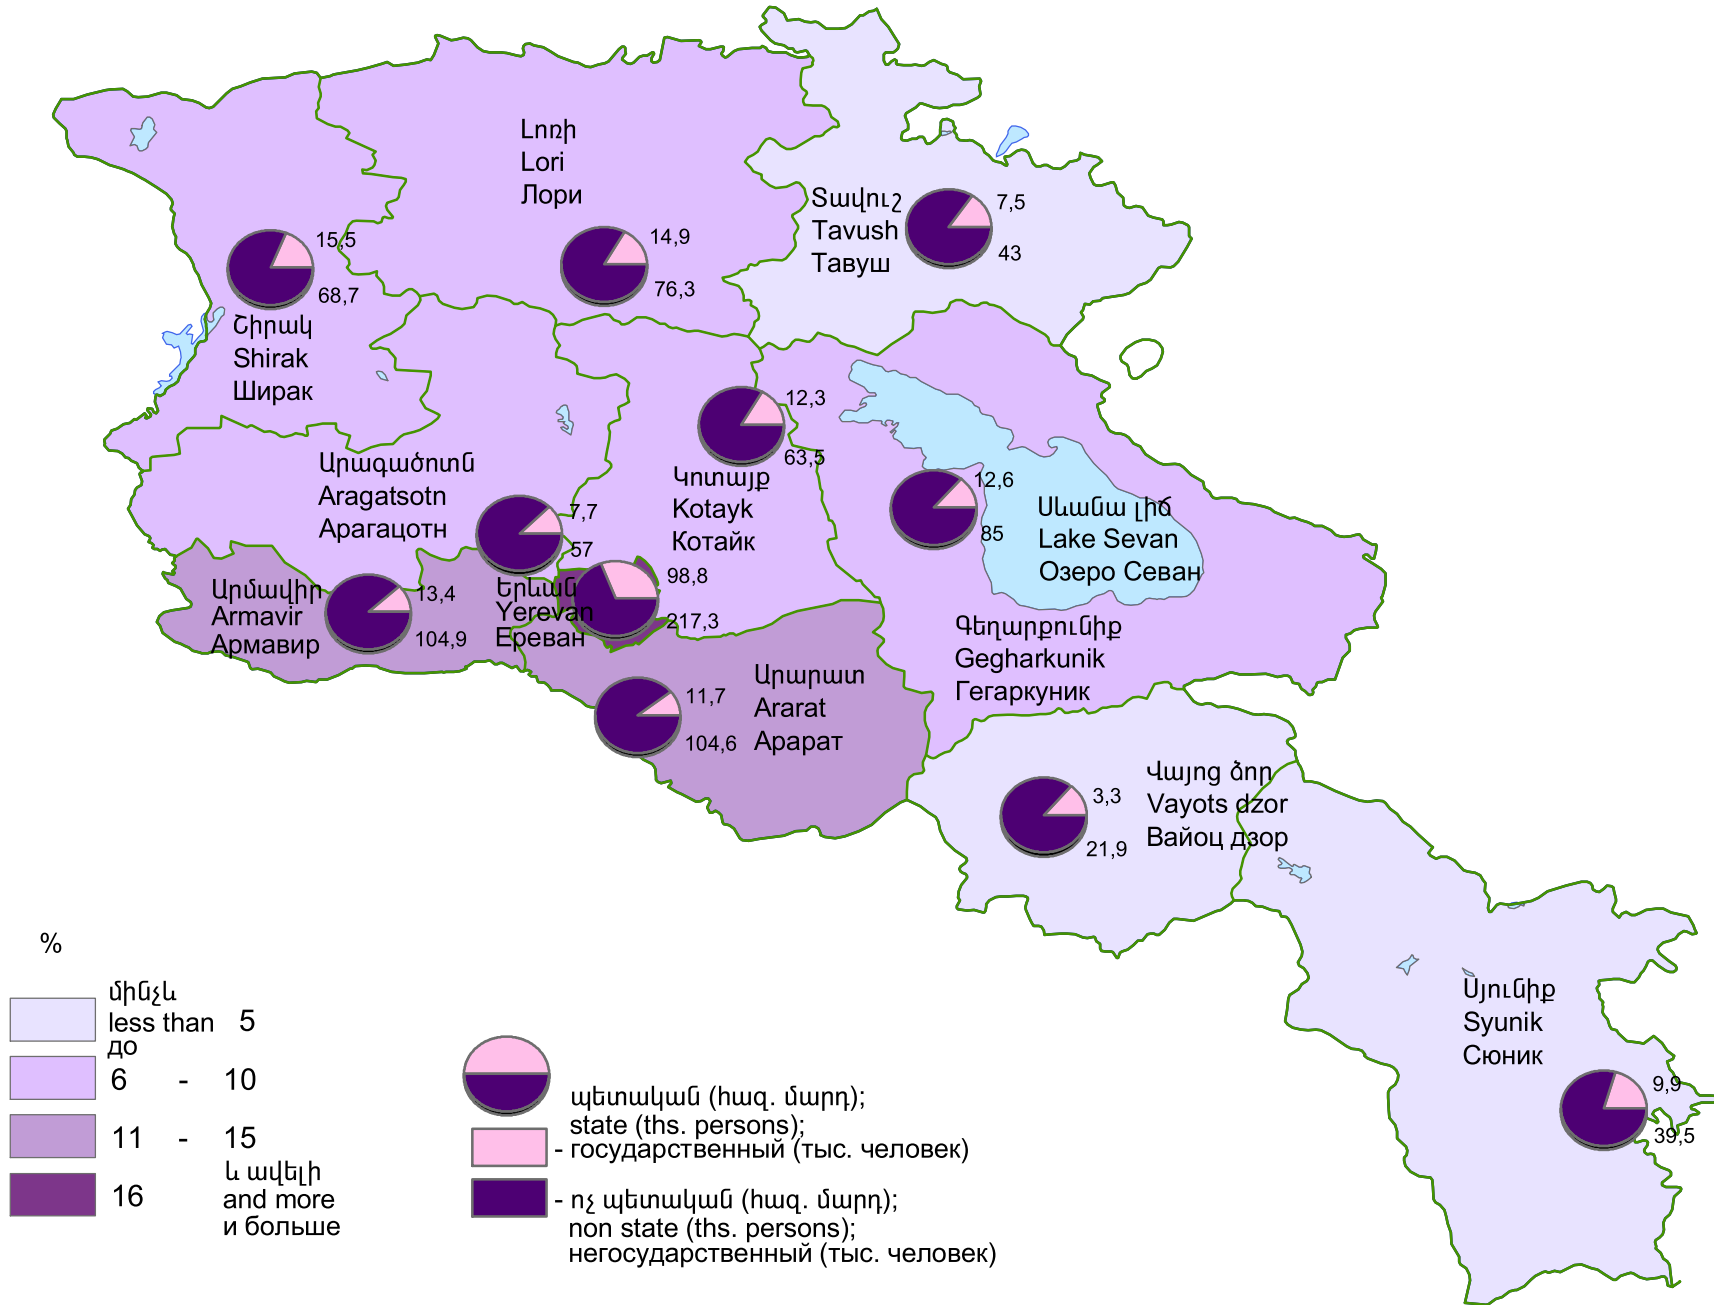 Լոռի
Lori
Лори
14,9
76,3
Տավուշ
Tavush
Тавуш
7,5
43
15,5
68,7
Շիրակ
Shirak
Ширак
12,3
63,5
Կոտայք
Kotayk
Котайк
Արագածոտն
Aragatsotn
Арагацотн
7,7
57
12,6
85
Սևանա լիճ
Lake Sevan
Озеро Севан
Արմավիր
Armavir
Армавир
13,4
104,9
Երևան
Yerevan
Ереван
98,8
217,3
Գեղարքունիք
Gegharkunik
Гегаркуник
Արարատ
Ararat
Арарат
11,7
104,6
Վայոց ձոր
Vayots dzor
Вайоц дзор
3,3
21,9
Սյունիք
Syunik
Сюник
9,9
39,5
%
մինչև
less than 5
до
6 - 10
11 - 15
16 և ավելի
and more
и больше
պետական (հազ. մարդ);
state (ths. persons);
- государственный (тыс. человек)
- ոչ պետական (հազ. մարդ);
non state (ths. persons);
негосударственный (тыс. человек)